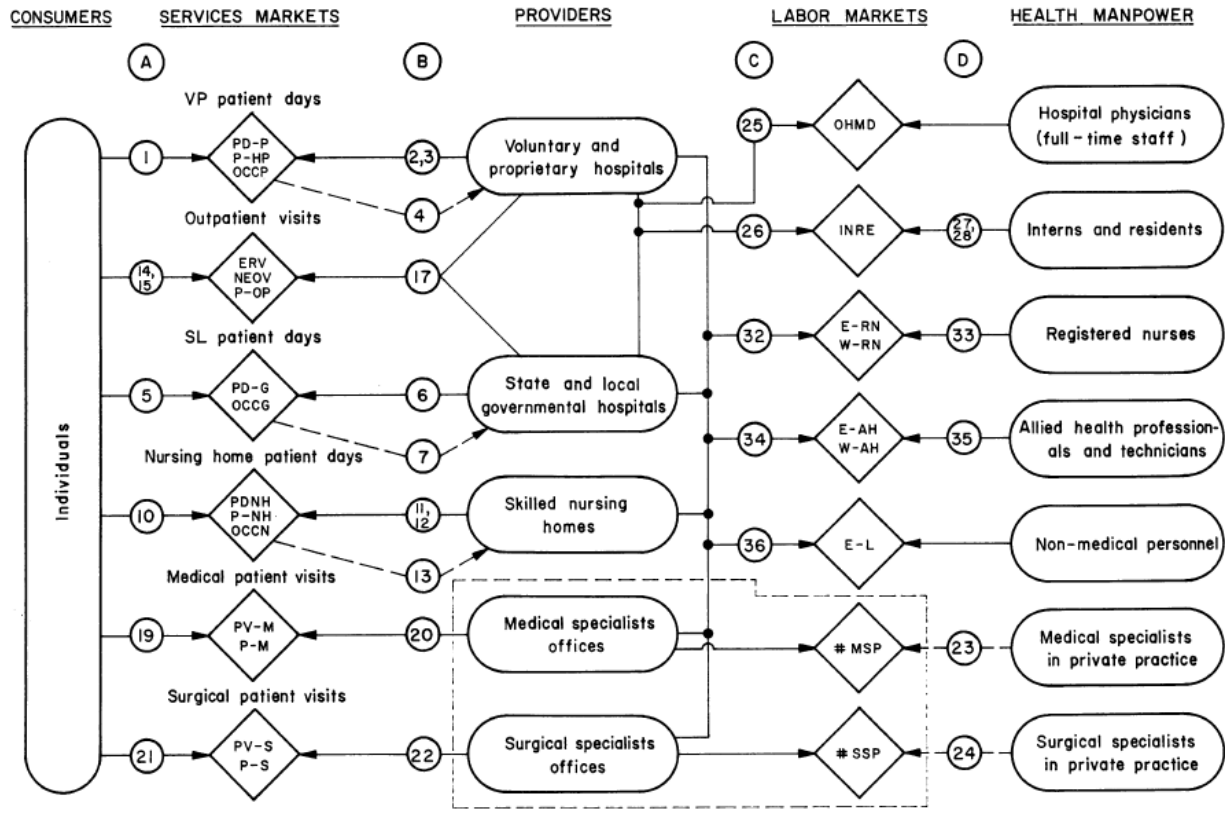 CONSUMERS SERVICES MARKETS PROVIDERS LABOR MARKETS HEALTH MANPOWER
A B C D
VP patient days
PD-P
P-HP
OCCP
1
2,3
4
Voluntary and
proprietary hospitals
25
OHMD
Hospital physicians
(full-time staff)
Outpatient visits
ERV
NEOV
P-OP
14,
15
17
26
INRE
27,
28
Interns and residents
SL patient days
PD-G
OCCG
5
6
7
State and local
governmental hospitals
32
E-RN
W-RN
33
Registered nurses
34
E-AH
W-AH
35
Allied health profession-
als and technicians
Individuals
Nursing home patient days
PDNH
P-NH
OCCN
10
11,
12
13
Skilled nursing
homes
36
E-L
Non-medical personnel
Medical patient visits
19
PV-M
P-M
20
Medical specialists
offices
# MSP
23
Medical specialists
in private practice
Surgical patient visits
21
PV-S
P-S
22
Surgical specialists
offices
# SSP
24
Surgical specialists
in private practice